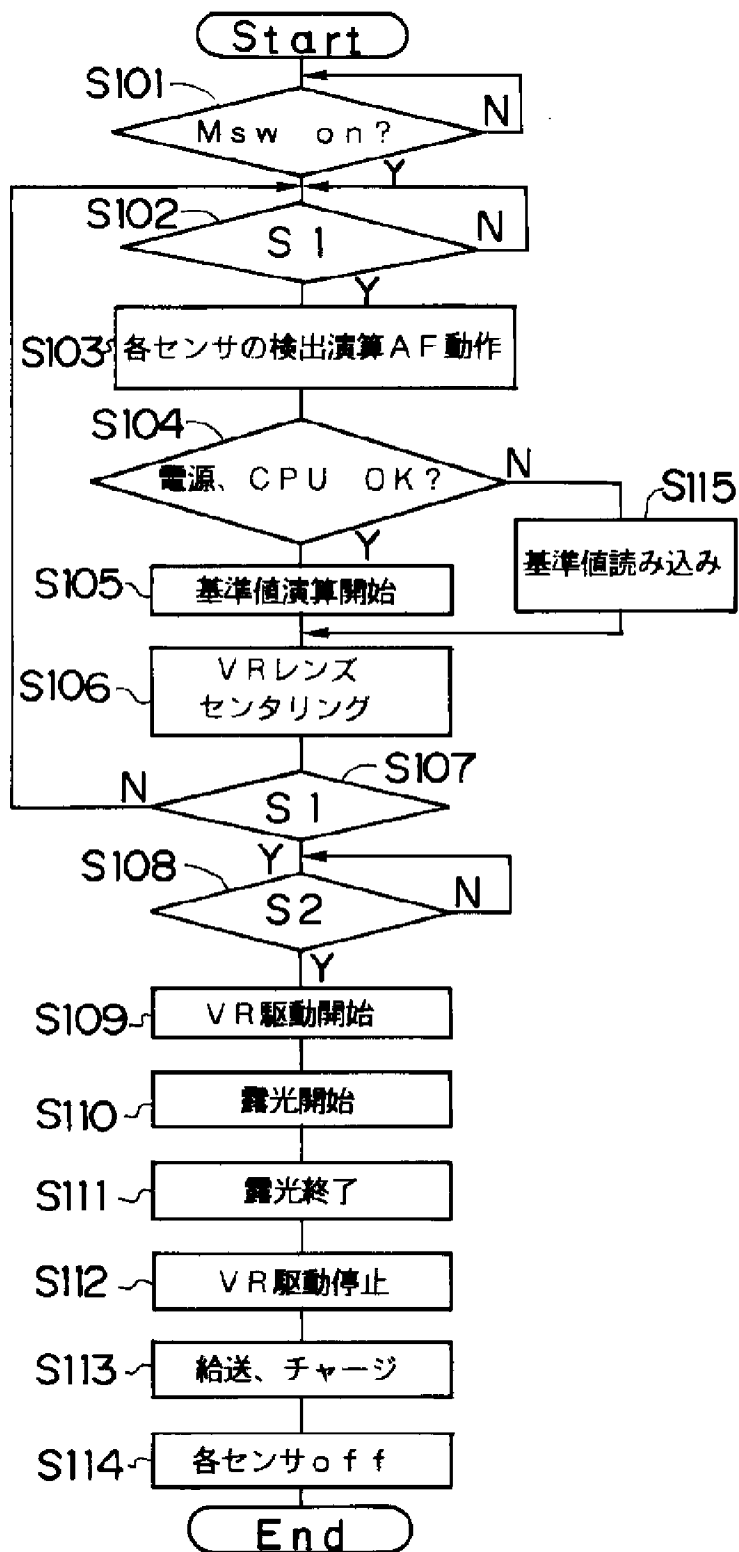 Start
S101
N
Msw on?
Y
S102
S1
N
Y
S103
各センサの検出演算AF動作
S104
電源、CPU OK?
N
S115
Y
基準値読み込み
S105
基準値演算開始
S106
VRレンズ
センタリング
S107
N
S1
Y
S108
S2
N
Y
S109
VR駆動開始
S110
露光開始
S111
露光終了
S112
VR駆動停止
S113
給送、チャージ
S114
各センサoff
End